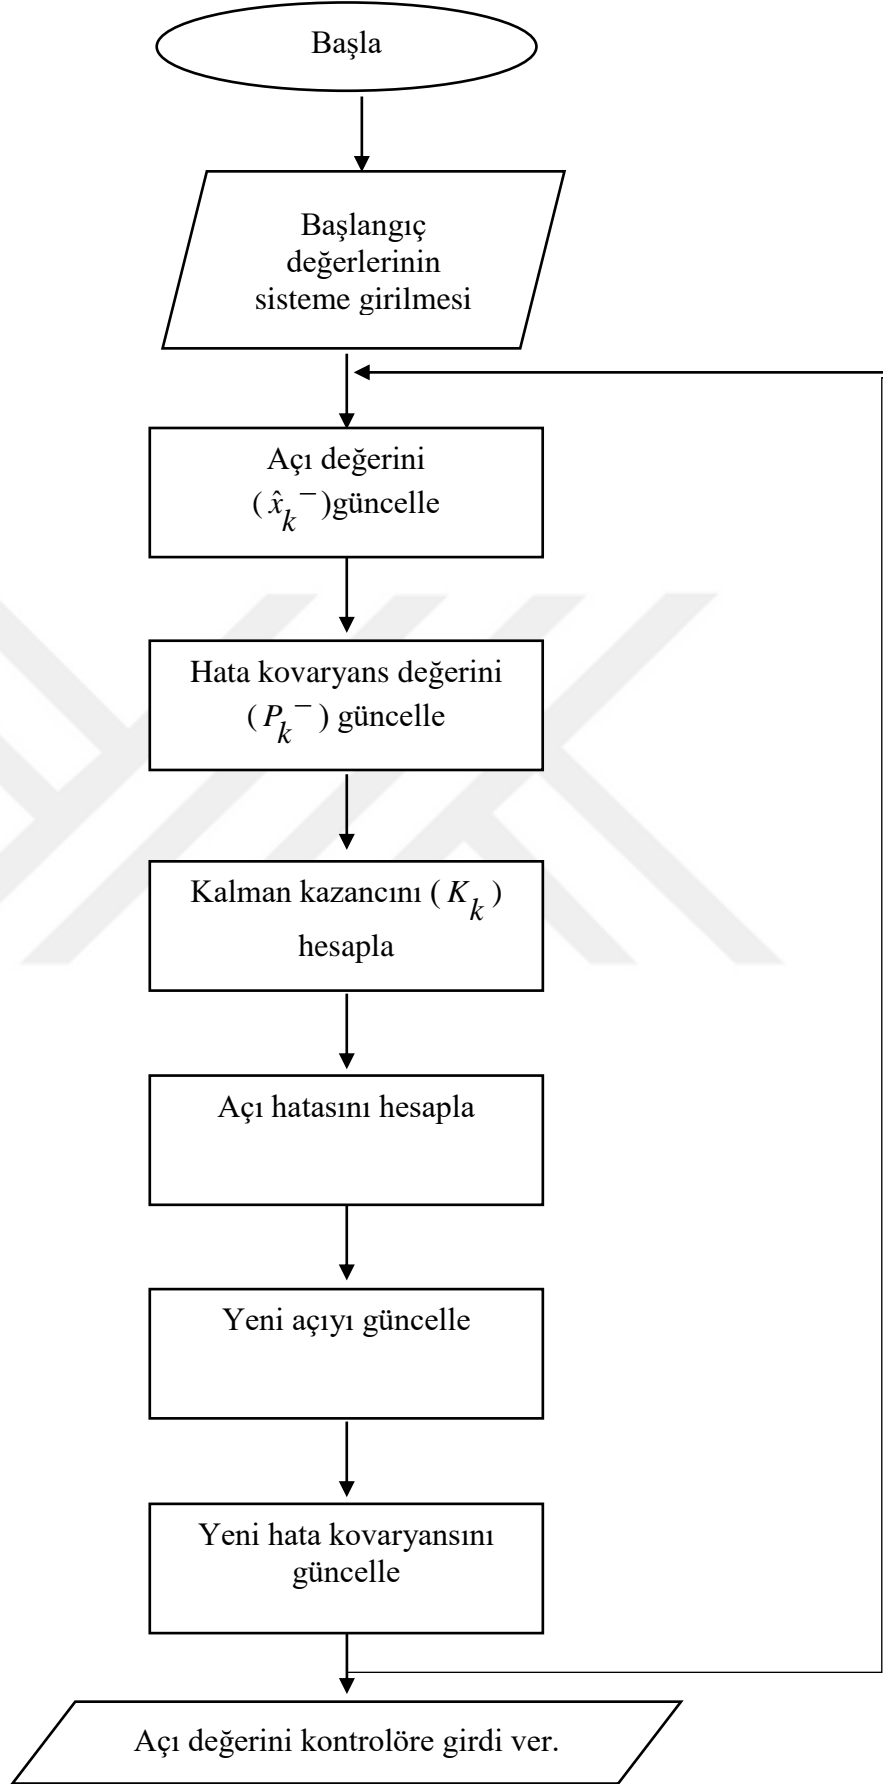 Başla
Başlangıç
değerlerinin
sisteme girilmesi
Açı değerini
( x̂ₖ⁻ )güncelle
Hata kovaryans değerini
( Pₖ⁻ ) güncelle
Kalman kazancını ( Kₖ )
hesapla
Açı hatasını hesapla
Yeni açıyı güncelle
Yeni hata kovaryansını
güncelle
Açı değerini kontrolöre girdi ver.